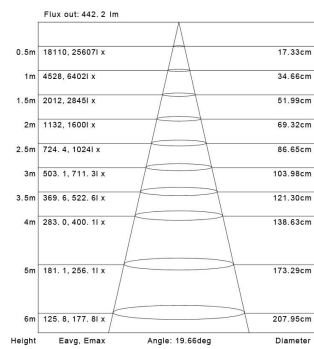 Flux out: 442. 2 lm
0.5m 18110, 25607l x 17.33cm
1m 4528, 6402l x 34.66cm
1.5m 2012, 2845l x 51.99cm
2m 1132, 1600l x 69.32cm
2.5m 724. 4, 1024l x 86.65cm
3m 503. 1, 711. 3l x 103.98cm
3.5m 369. 6, 522. 6l x 121.30cm
4m 283. 0, 400. 1l x 138.63cm
5m 181. 1, 256. 1l x 173.29cm
6m 125. 8, 177. 8l x 207.95cm
Height Eavg, Emax Angle: 19.66deg Diameter